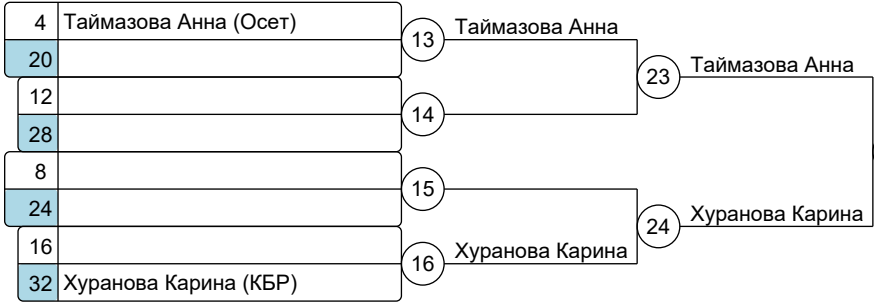 4 Таймазова Анна (Осет)
20
12
28
8
24
16
32 Хуранова Карина (КБР)
13 Таймазова Анна
14
15
16 Хуранова Карина
23 Таймазова Анна
24 Хуранова Карина